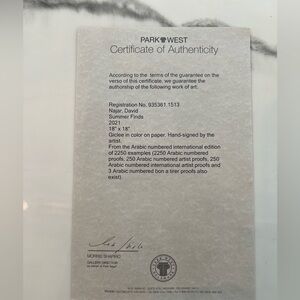 PARK WEST
Certificate of Authenticity
According to the terms of the guarantee on the
verso of this certificate, we guarantee the
authorship of the following work of art:
Registration No. 935361.1513
Najar, David
Summer Finds
2021
18" x 18"
Giclee in color on paper. Hand-signed by the
artist.
From the Arabic numbered international edition
of 2250 examples (2250 Arabic numbered
proofs, 250 Arabic numbered artist proofs, 250
Arabic numbered international artist proofs and
3 Arabic numbered bon a tirer proofs also
exist).
MORRIS SHAPIRO
GALLERY DIRECTOR